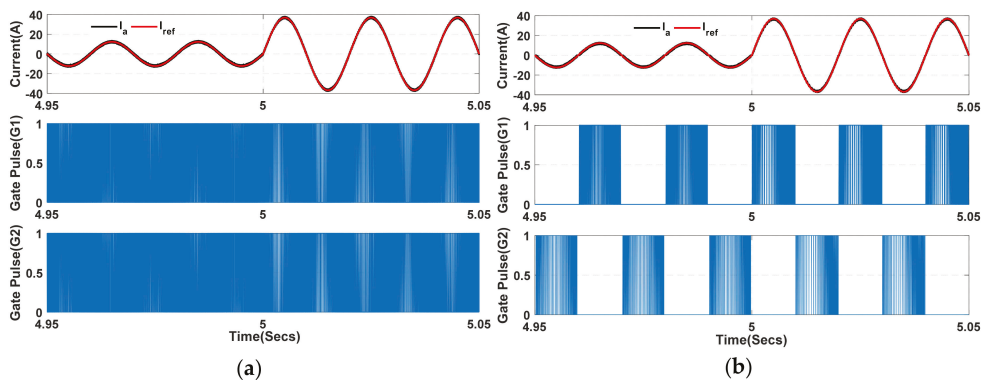 Current(A)
40
20
0
-20
-40
Ia Iref
4.95 5 5.05
Gate Pulse(G1)
1
0.5
0
4.95 5 5.05
Gate Pulse(G2)
1
0.5
0
4.95 5 5.05
Time(Secs)
(a)
Current(A)
40
20
0
-20
-40
Ia Iref
4.95 5 5.05
Gate Pulse(G1)
1
0.5
0
4.95 5 5.05
Gate Pulse(G2)
1
0.5
0
4.95 5 5.05
Time(Secs)
(b)